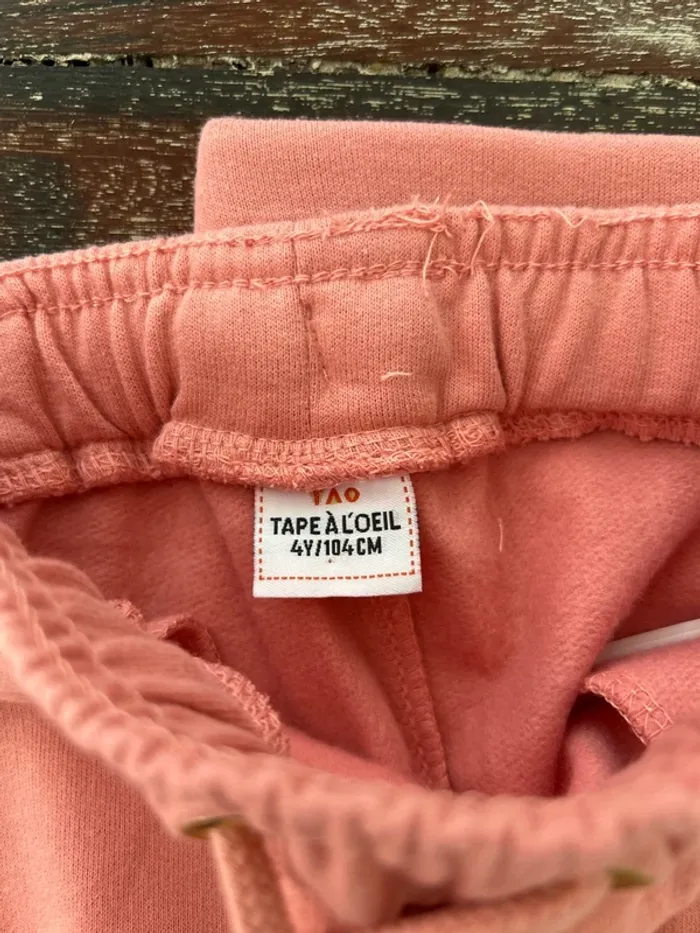 TAO
TAPE À L'OEIL
4Y/104CM